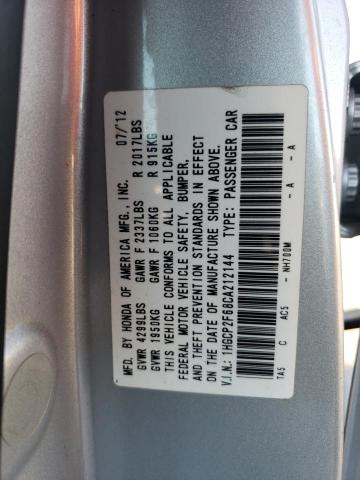 MFD. BY HONDA OF AMERICA MFG., INC. 07/12
GVWR 4299LBS GAWR F 2337LBS R 2017LBS
GVWR 1950KG GAWR F 1060KG R 915KG
THIS VEHICLE CONFORMS TO ALL APPLICABLE
FEDERAL MOTOR VEHICLE SAFETY, BUMPER,
AND THEFT PREVENTION STANDARDS IN EFFECT
ON THE DATE OF MANUFACTURE SHOWN ABOVE.
V.I.N.: 1HGCP2F68CA212144 TYPE: PASSENGER CAR
TA5 C AC5 - NH700M - A - A